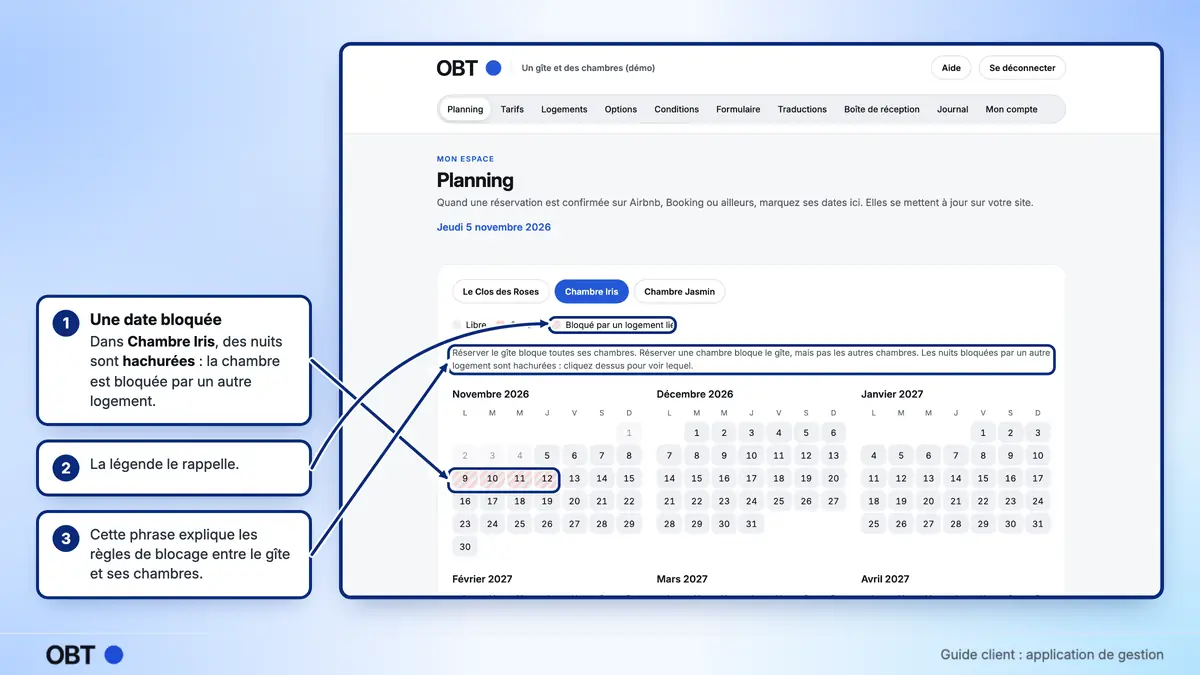 OBT
Un gîte et des chambres (démo)
Aide
Se déconnecter
Planning Tarifs Logements Options Conditions Formulaire Traductions Boîte de réception Journal Mon compte
MON ESPACE
Planning
Quand une réservation est confirmée sur Airbnb, Booking ou ailleurs, marquez ses dates ici. Elles se mettent à jour sur votre site.
Jeudi 5 novembre 2026
Le Clos des Roses
Chambre Iris
Chambre Jasmin
Libre
Bloqué par un logement
Réserver le gîte bloque toutes ses chambres. Réserver une chambre bloque le gîte, mais pas les autres chambres. Les nuits bloquées par un autre
logement sont hachurées : cliquez dessus pour voir lequel.
Novembre 2026
L M M J V S D
1
2 3 4 5 6 7 8
9 10 11 12 13 14 15
16 17 18 19 20 21 22
23 24 25 26 27 28 29
30
Décembre 2026
L M M J V S D
1 2 3 4 5 6
7 8 9 10 11 12 13
14 15 16 17 18 19 20
21 22 23 24 25 26 27
28 29 30 31
Janvier 2027
L M M J V S D
1 2 3
4 5 6 7 8 9 10
11 12 13 14 15 16 17
18 19 20 21 22 23 24
25 26 27 28 29 30 31
Février 2027
Mars 2027
Avril 2027
1
Une date bloquée
Dans Chambre Iris, des nuits
sont hachurées : la chambre
est bloquée par un autre
logement.
2
La légende le rappelle.
3
Cette phrase explique les
règles de blocage entre le gîte
et ses chambres.
OBT
Guide client : application de gestion